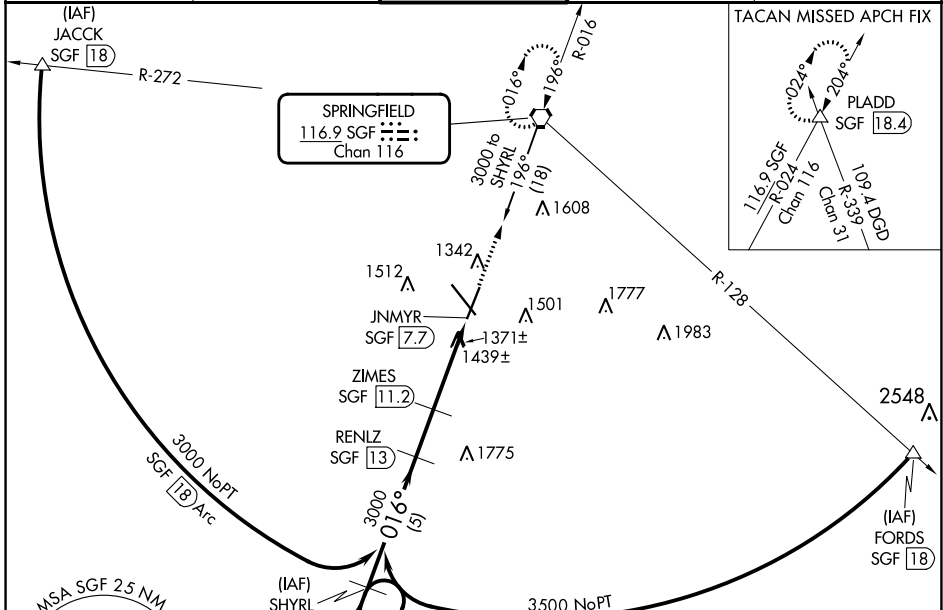 (IAF)
JACCK
SGF 18
R-272
SPRINGFIELD
116.9 SGF
Chan 116
016°
196°
R-016
TACAN MISSED APCH FIX
024°
204°
PLADD
SGF 18.4
116.9 SGF
R-024
Chan 116
109.4 DGD
R-339
Chan 31
3000 to
SHYRL
196°
(18)
1608
1342
1512
JNMYR
SGF 7.7
1501
1777
1983
1371±
1439±
R-128
ZIMES
SGF 11.2
2548
RENLZ
SGF 13
1775
3000 NoPT
SGF 18 Arc
3000
016°
(5)
(IAF)
FORDS
SGF 18
(IAF)
SHYRL
MSA SGF 25 NM
3500 NoPT